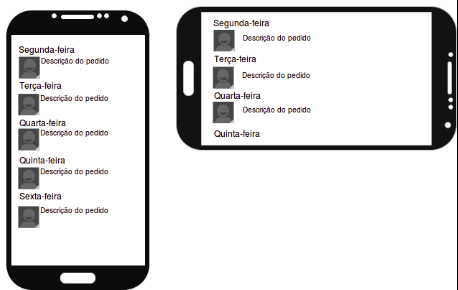 Segunda-feira
Descrição do pedido
Terça-feira
Descrição do pedido
Quarta-feira
Descrição do pedido
Quinta-feira
Descrição do pedido
Sexta-feira
Descrição do pedido
Segunda-feira
Descrição do pedido
Terça-feira
Descrição do pedido
Quarta-feira
Descrição do pedido
Quinta-feira